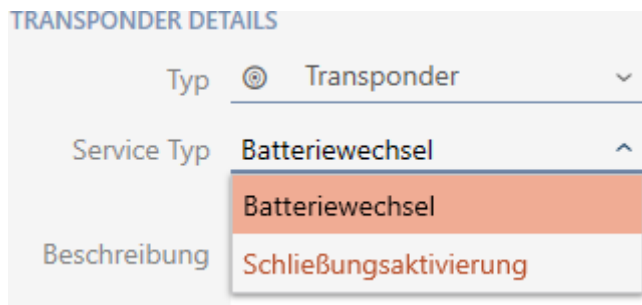 TRANSPONDER DETAILS
Typ Transponder
Service Typ Batteriewechsel
Batteriewechsel
Beschreibung
Schließungsaktivierung